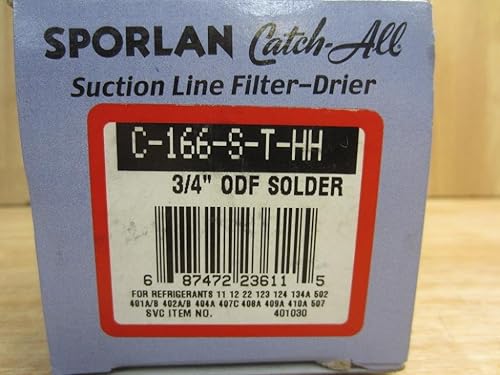 SPORLAN Catch-All
Suction Line Filter-Drier
C-166-S-T-HH
3/4" ODF SOLDER
6 87472 23611 5
FOR REFRIGERANTS 11 12 22 123 124 134A 502
401A/B 402A/B 404A 407C 408A 409A 410A 507
SVC ITEM NO. 401030